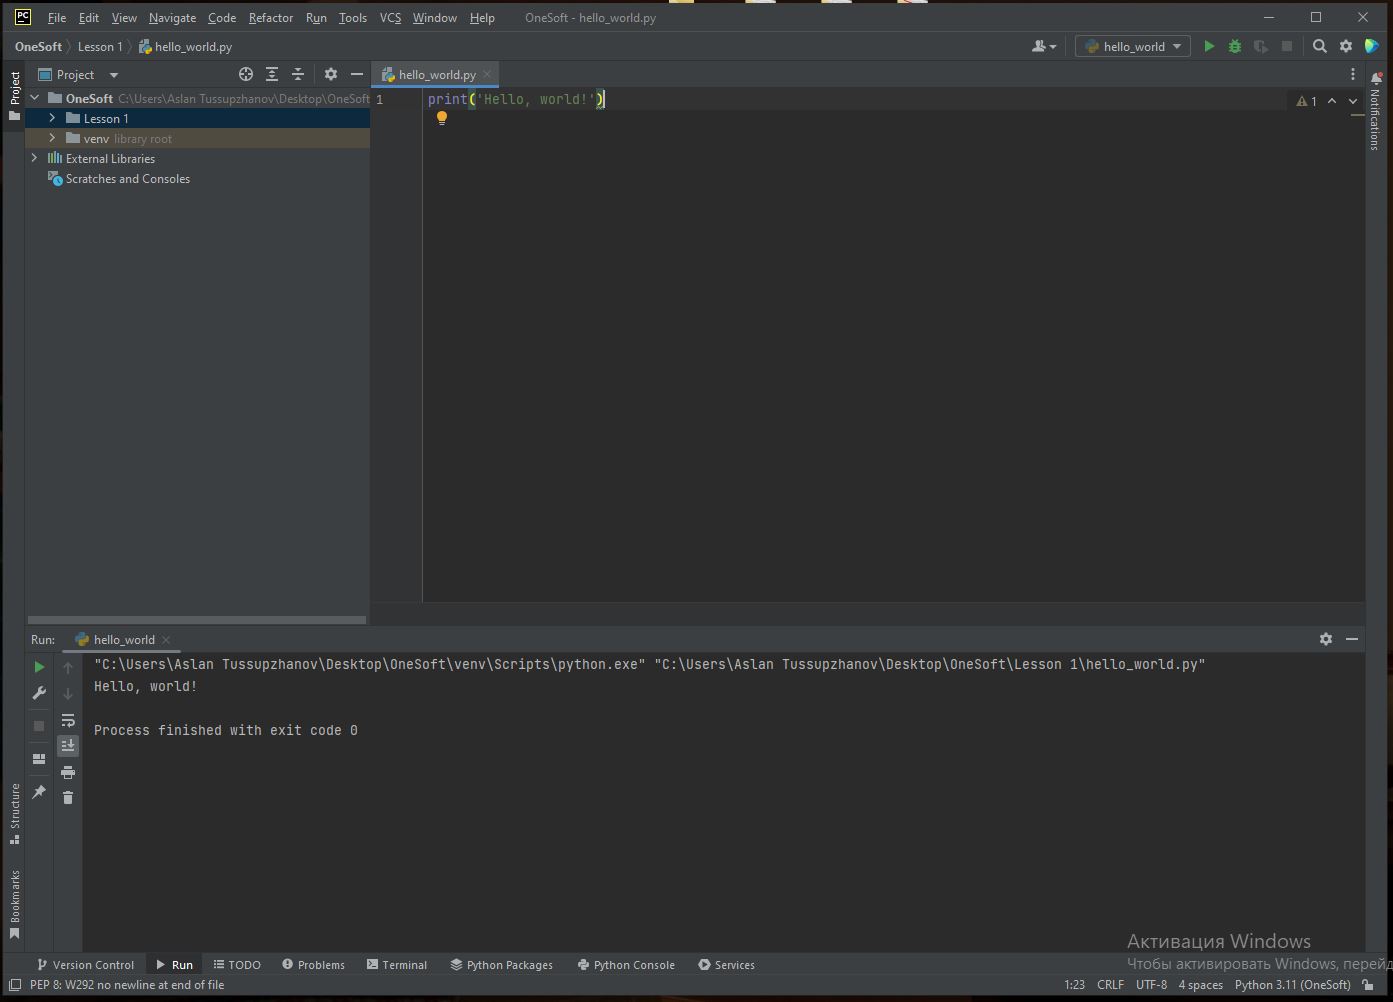 PC File Edit View Navigate Code Refactor Run Tools VCS Window Help OneSoft - hello_world.py
OneSoft Lesson 1 hello_world.py hello_world
Project hello_world.py
Project
OneSoft C:\Users\Aslan Tussupzhanov\Desktop\OneSoft
1 print('Hello, world!') 1
Lesson 1
venv library root
External Libraries
Scratches and Consoles
Notifications
Run: hello_world
"C:\Users\Aslan Tussupzhanov\Desktop\OneSoft\venv\Scripts\python.exe" "C:\Users\Aslan Tussupzhanov\Desktop\OneSoft\Lesson 1\hello_world.py"
Hello, world!
Process finished with exit code 0
Structure
Bookmarks
Активация Windows
Чтобы активировать Windows, перейд
Version Control Run TODO Problems Terminal Python Packages Python Console Services
PEP 8: W292 no newline at end of file 1:23 CRLF UTF-8 4 spaces Python 3.11 (OneSoft)